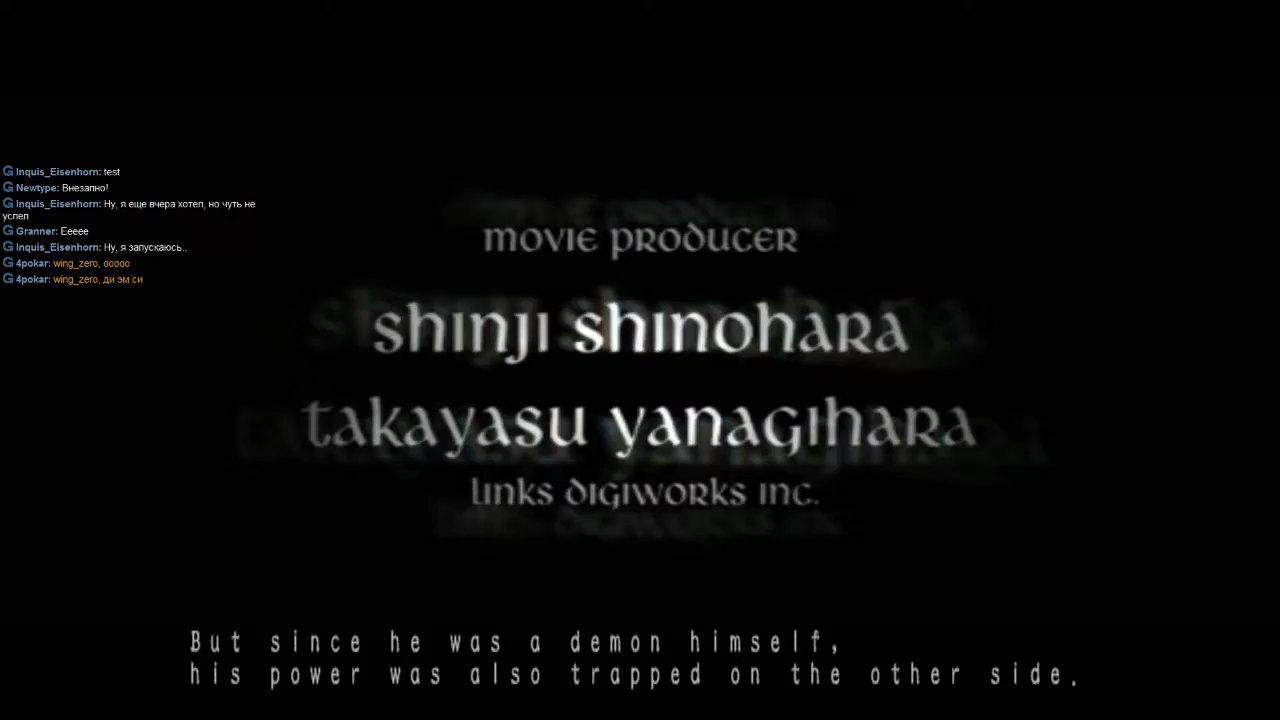 Inquis_Eisenhorn: test
Newtype: Внезапно!
Inquis_Eisenhorn: Ну, я еще вчера хотел, но чуть не
успел
Granner: Ееееe
Inquis_Eisenhorn: Ну, я запускаюсь..
4pokar: wing_zero, ооооо
4pokar: wing_zero, ди эм си
movie producer
shinji shinohara
takayasu yanagihara
links digiworks inc.
But since he was a demon himself,
his power was also trapped on the other side.